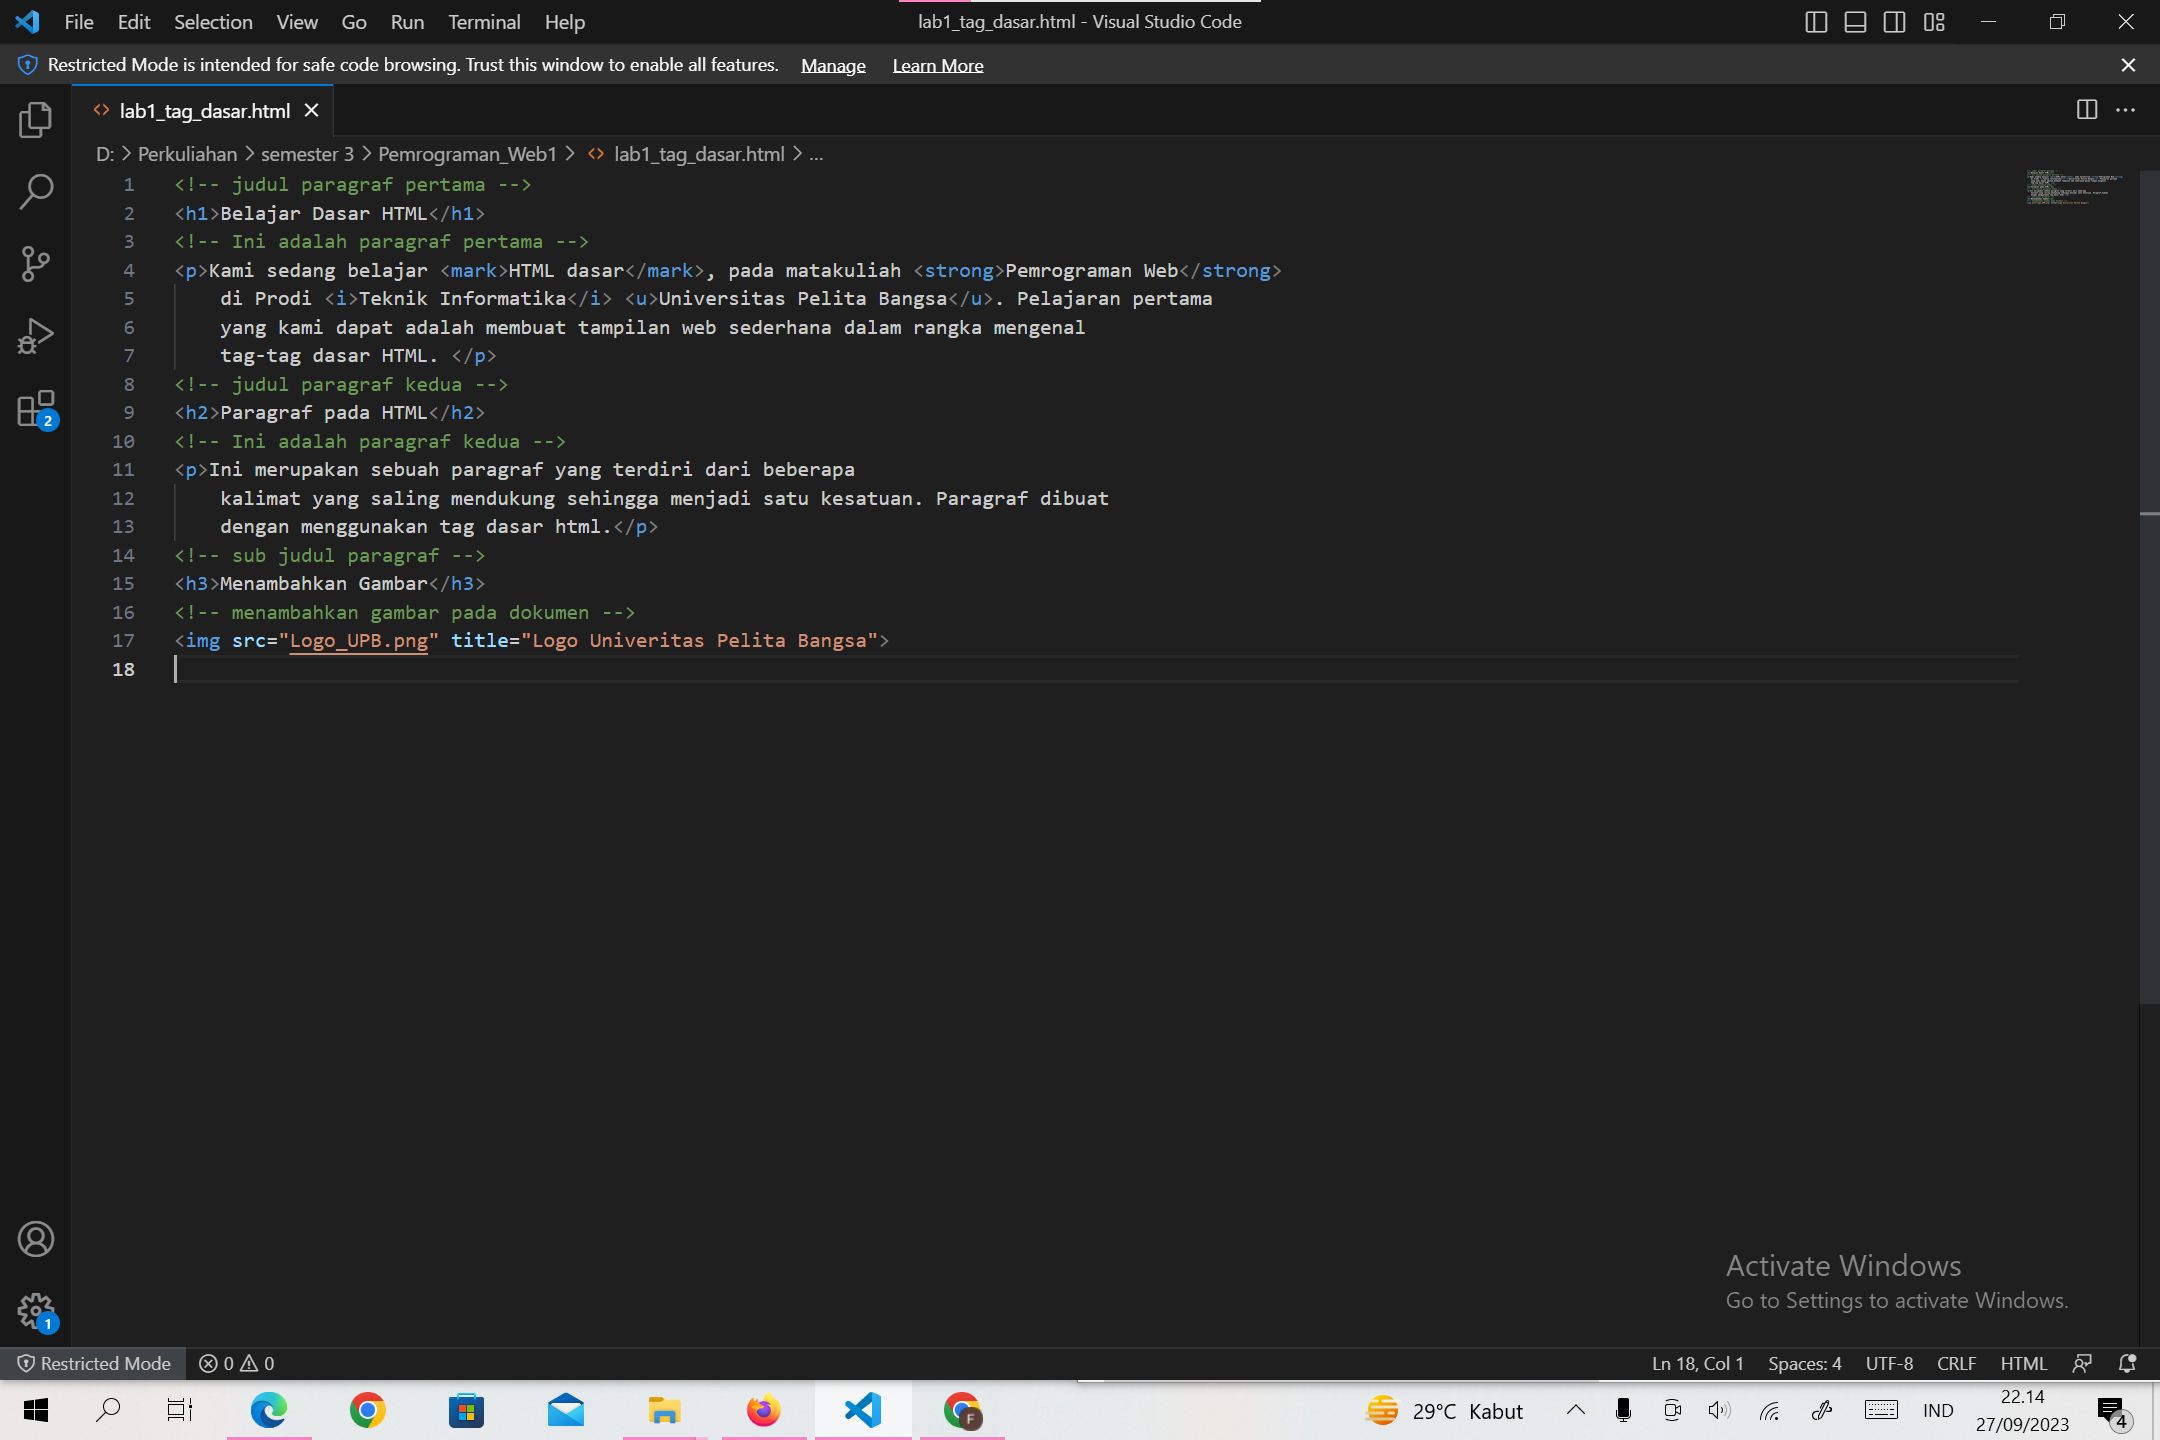 File Edit Selection View Go Run Terminal Help
lab1_tag_dasar.html - Visual Studio Code
Restricted Mode is intended for safe code browsing. Trust this window to enable all features. Manage Learn More
lab1_tag_dasar.html
D: > Perkuliahan > semester 3 > Pemrograman_Web1 > <> lab1_tag_dasar.html > ...
1 <!-- judul paragraf pertama -->
2 <h1>Belajar Dasar HTML</h1>
3 <!-- Ini adalah paragraf pertama -->
4 <p>Kami sedang belajar <mark>HTML dasar</mark>, pada matakuliah <strong>Pemrograman Web</strong>
5 di Prodi <i>Teknik Informatika</i> <u>Universitas Pelita Bangsa</u>. Pelajaran pertama
6 yang kami dapat adalah membuat tampilan web sederhana dalam rangka mengenal
7 tag-tag dasar HTML. </p>
8 <!-- judul paragraf kedua -->
9 <h2>Paragraf pada HTML</h2>
10 <!-- Ini adalah paragraf kedua -->
11 <p>Ini merupakan sebuah paragraf yang terdiri dari beberapa
12 kalimat yang saling mendukung sehingga menjadi satu kesatuan. Paragraf dibuat
13 dengan menggunakan tag dasar html.</p>
14 <!-- sub judul paragraf -->
15 <h3>Menambahkan Gambar</h3>
16 <!-- menambahkan gambar pada dokumen -->
17 <img src="Logo_UPB.png" title="Logo Univeritas Pelita Bangsa">
18
2
1
Activate Windows
Go to Settings to activate Windows.
Restricted Mode 0 0 Ln 18, Col 1 Spaces: 4 UTF-8 CRLF HTML
F
29°C Kabut
IND
22.14
27/09/2023
4